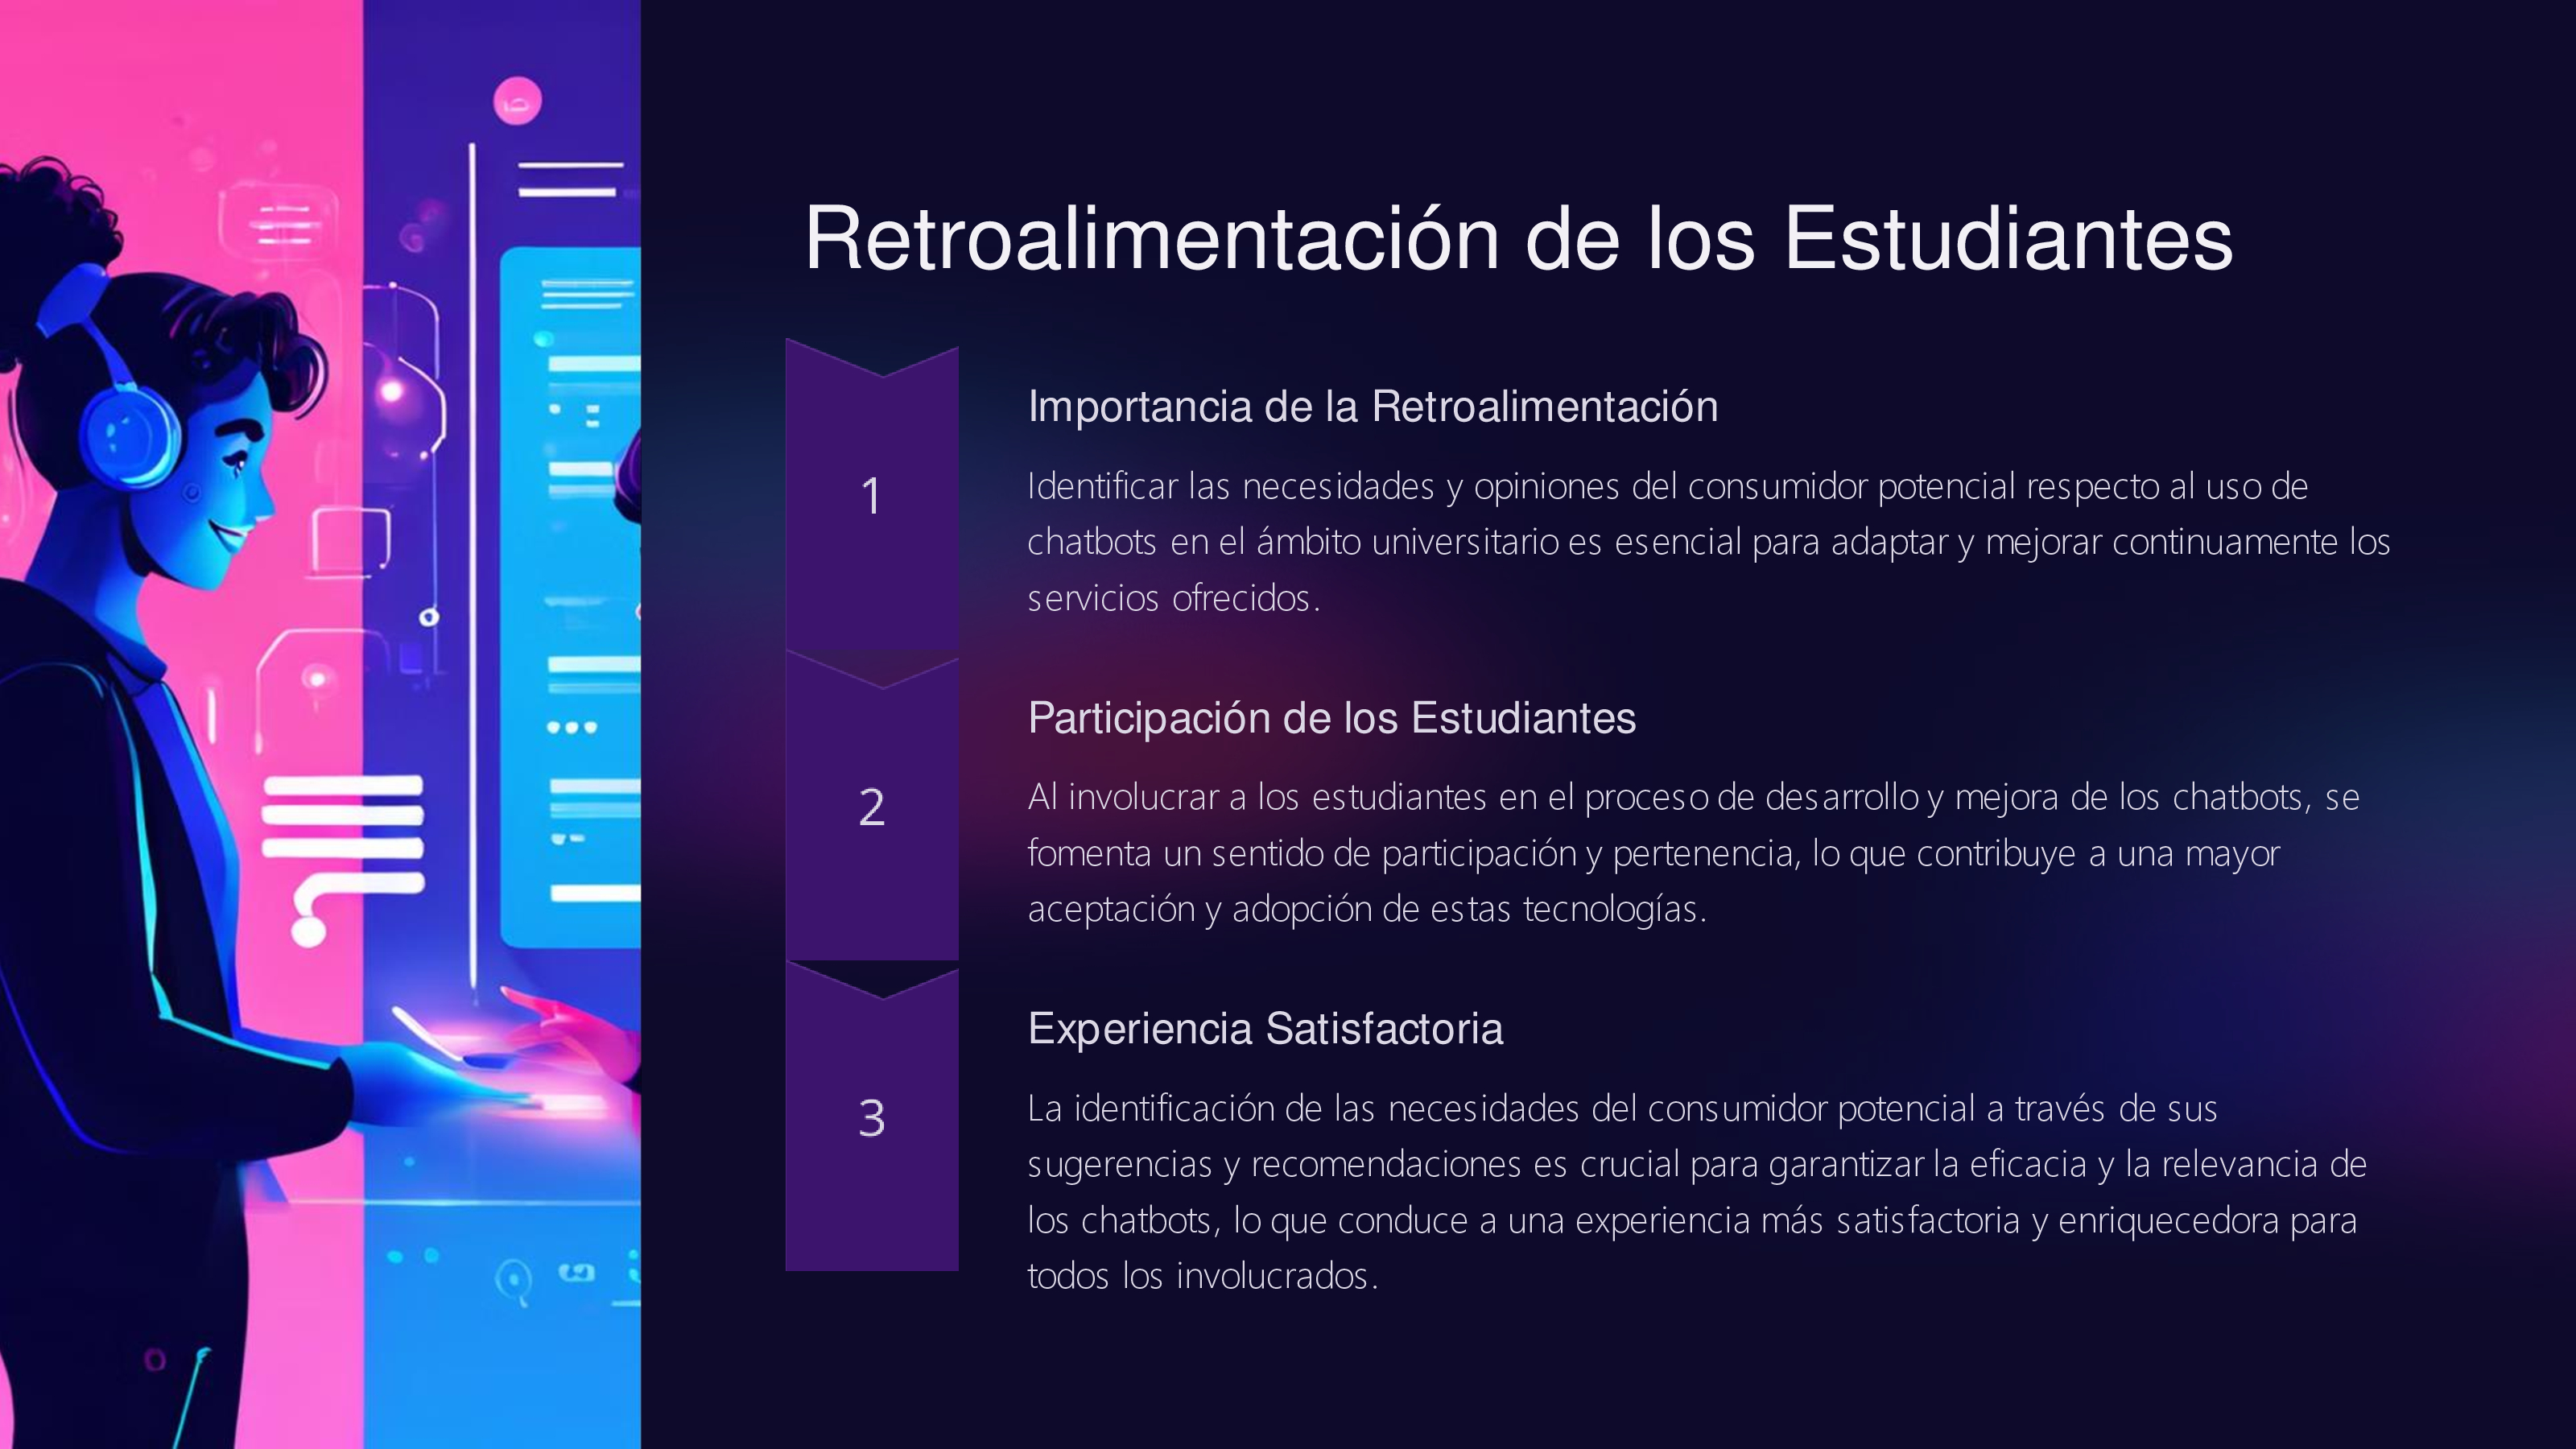 Retroalimentación de los Estudiantes
1
Importancia de la Retroalimentación
Identificar las necesidades y opiniones del consumidor potencial respecto al uso de
chatbots en el ámbito universitario es esencial para adaptar y mejorar continuamente los
servicios ofrecidos.
2
Participación de los Estudiantes
Al involucrar a los estudiantes en el proceso de desarrollo y mejora de los chatbots, se
fomenta un sentido de participación y pertenencia, lo que contribuye a una mayor
aceptación y adopción de estas tecnologías.
3
Experiencia Satisfactoria
La identificación de las necesidades del consumidor potencial a través de sus
sugerencias y recomendaciones es crucial para garantizar la eficacia y la relevancia de
los chatbots, lo que conduce a una experiencia más satisfactoria y enriquecedora para
todos los involucrados.